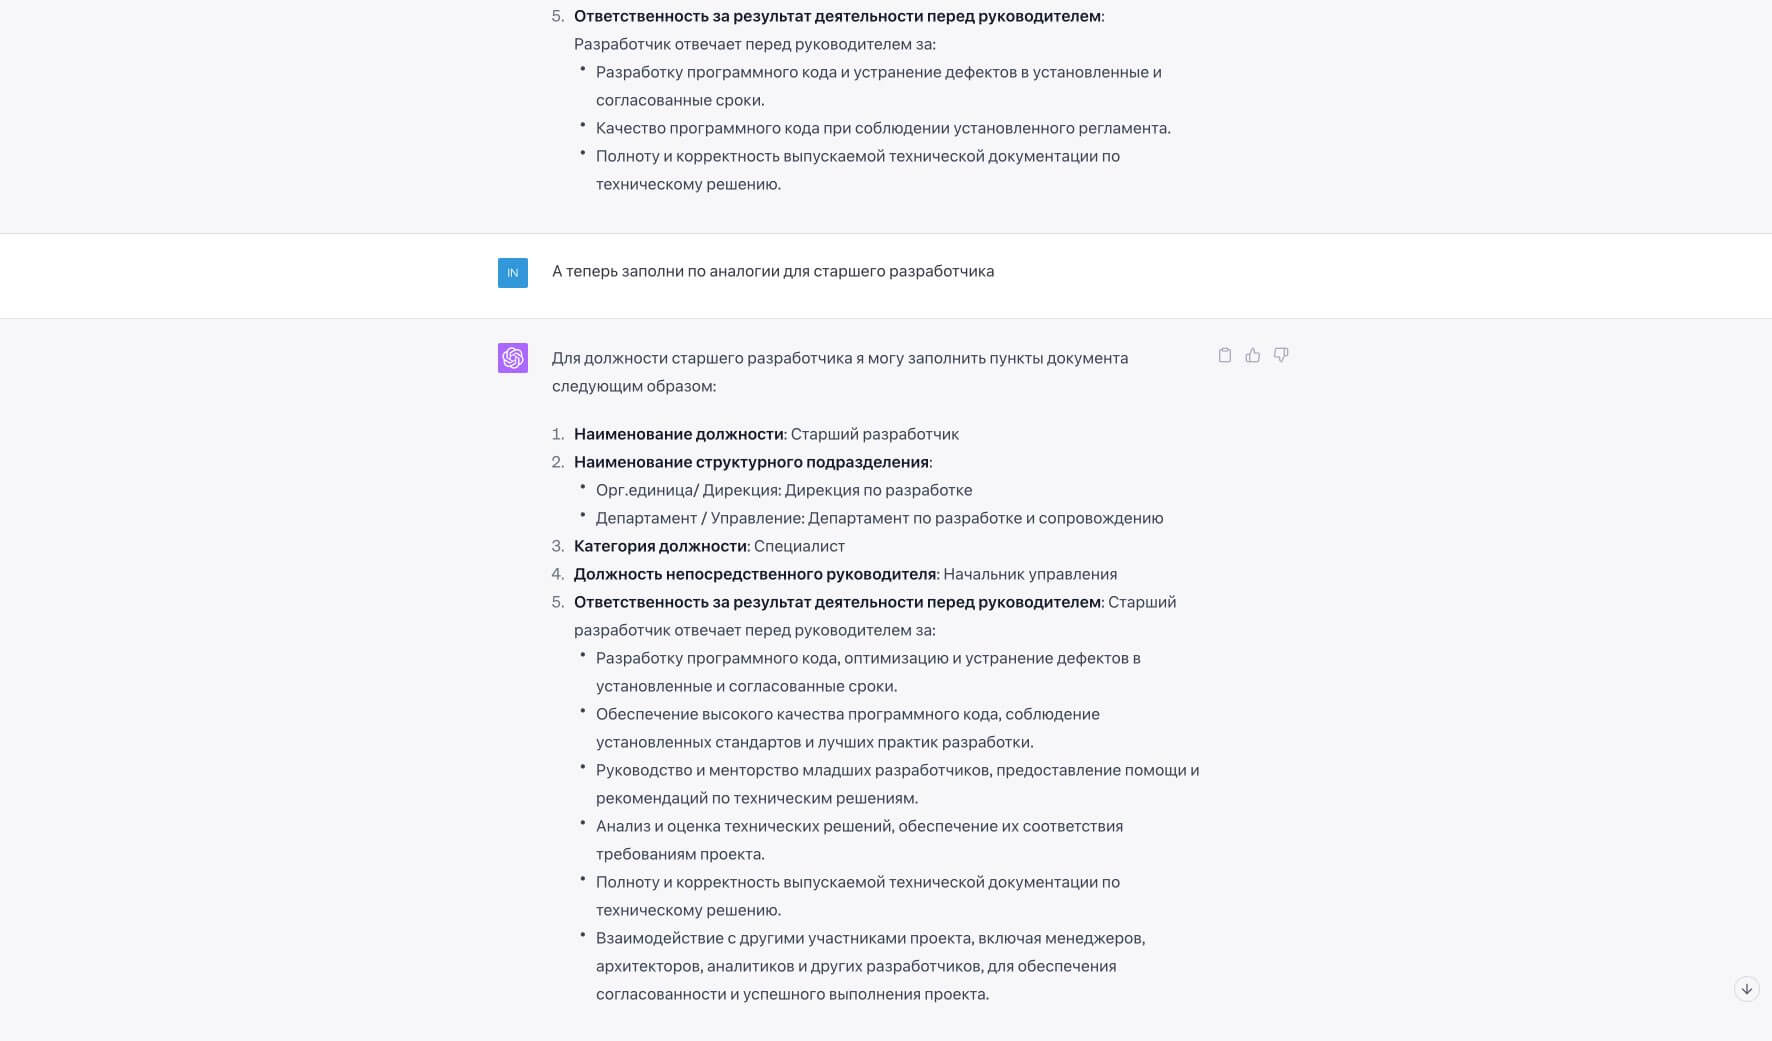 5. Ответственность за результат деятельности перед руководителем:
Разработчик отвечает перед руководителем за:
• Разработку программного кода и устранение дефектов в установленные и
согласованные сроки.
• Качество программного кода при соблюдении установленного регламента.
• Полноту и корректность выпускаемой технической документации по
техническому решению.
IN А теперь заполни по аналогии для старшего разработчика
Для должности старшего разработчика я могу заполнить пункты документа
следующим образом:
1. Наименование должности: Старший разработчик
2. Наименование структурного подразделения:
• Орг.единица/ Дирекция: Дирекция по разработке
• Департамент / Управление: Департамент по разработке и сопровождению
3. Категория должности: Специалист
4. Должность непосредственного руководителя: Начальник управления
5. Ответственность за результат деятельности перед руководителем: Старший
разработчик отвечает перед руководителем за:
• Разработку программного кода, оптимизацию и устранение дефектов в
установленные и согласованные сроки.
• Обеспечение высокого качества программного кода, соблюдение
установленных стандартов и лучших практик разработки.
• Руководство и менторство младших разработчиков, предоставление помощи и
рекомендаций по техническим решениям.
• Анализ и оценка технических решений, обеспечение их соответствия
требованиям проекта.
• Полноту и корректность выпускаемой технической документации по
техническому решению.
• Взаимодействие с другими участниками проекта, включая менеджеров,
архитекторов, аналитиков и других разработчиков, для обеспечения
согласованности и успешного выполнения проекта.